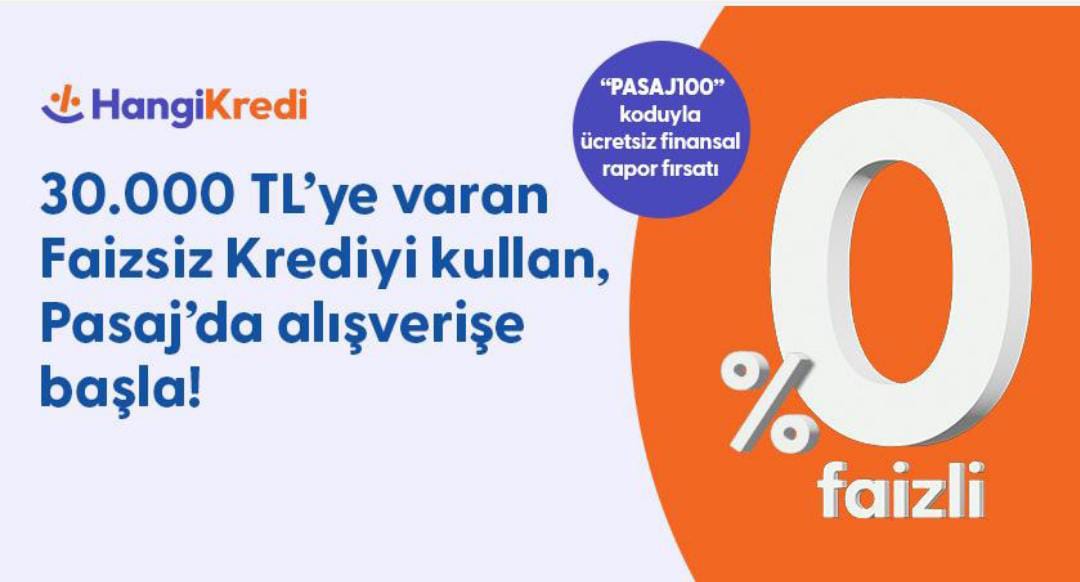 HangiKredi
30.000 TL’ye varan
Faizsiz Krediyi kullan,
Pasaj’da alışverişe
başla!
“PASAJ100”
koduyla
ücretsiz finansal
rapor fırsatı
%0
faizli